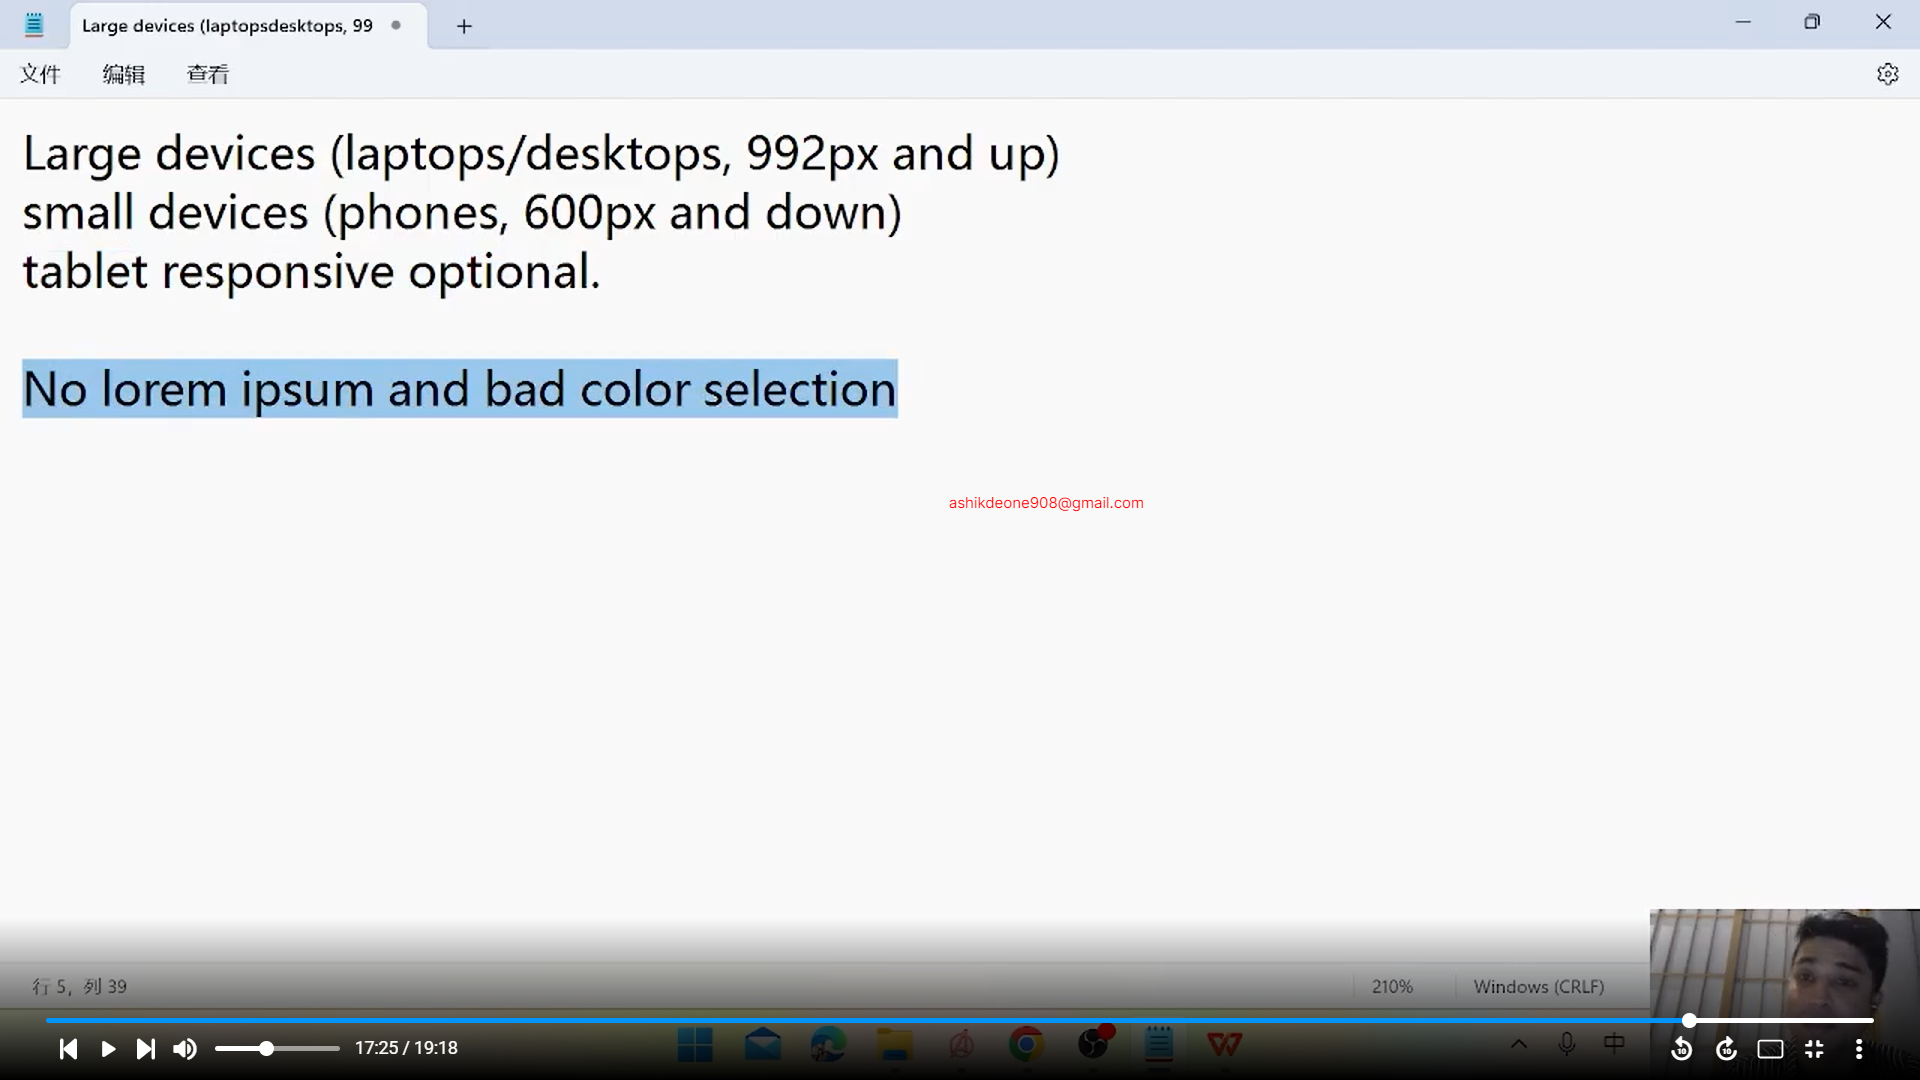 Large devices (laptopsdesktops, 99
文件 编辑 查看
Large devices (laptops/desktops, 992px and up)
small devices (phones, 600px and down)
tablet responsive optional.
No lorem ipsum and bad color selection
ashikdeone908@gmail.com
行 5，列 39 210% Windows (CRLF)
17:25 / 19:18 中 10 10